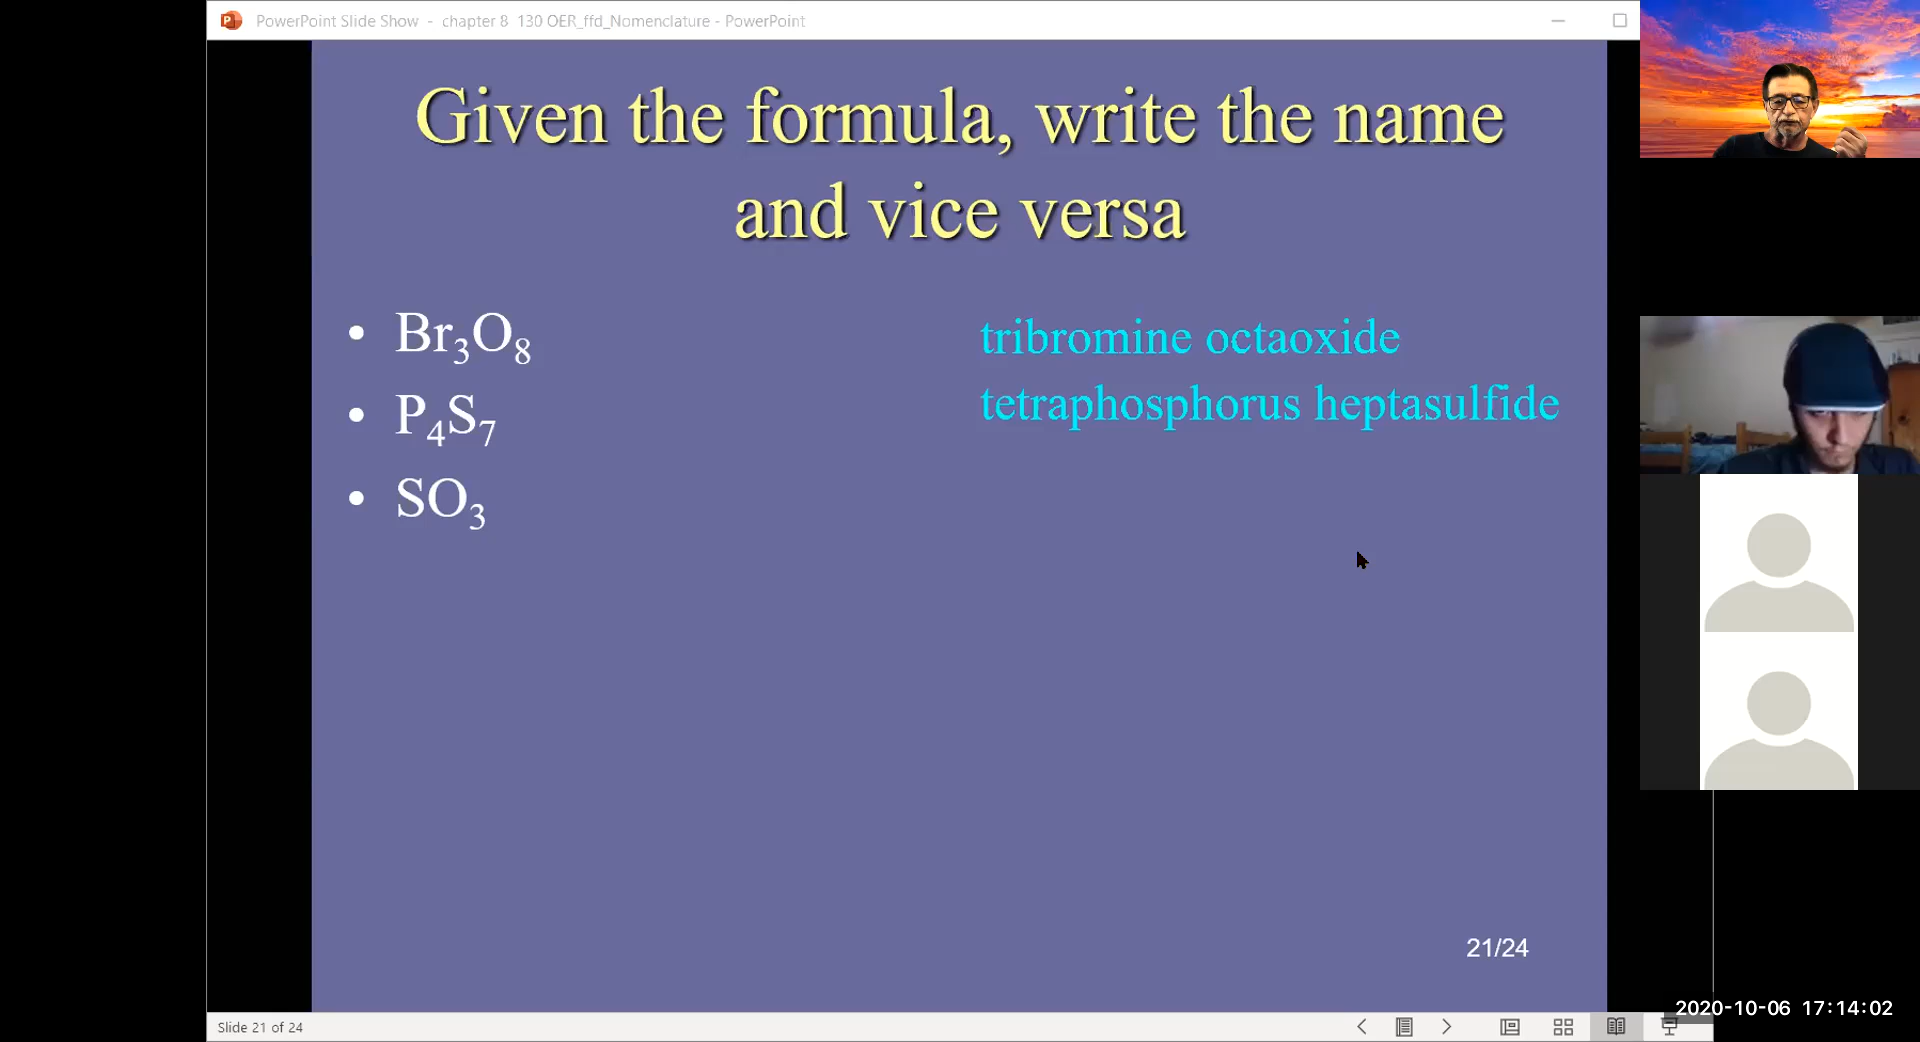 PowerPoint Slide Show - chapter 8 130 OER_ffd_Nomenclature - PowerPoint
Given the formula, write the name
and vice versa
• Br₃O₈
tribromine octaoxide
• P₄S₇
tetraphosphorus heptasulfide
• SO₃
21/24
2020-10-06 17:14:02
Slide 21 of 24